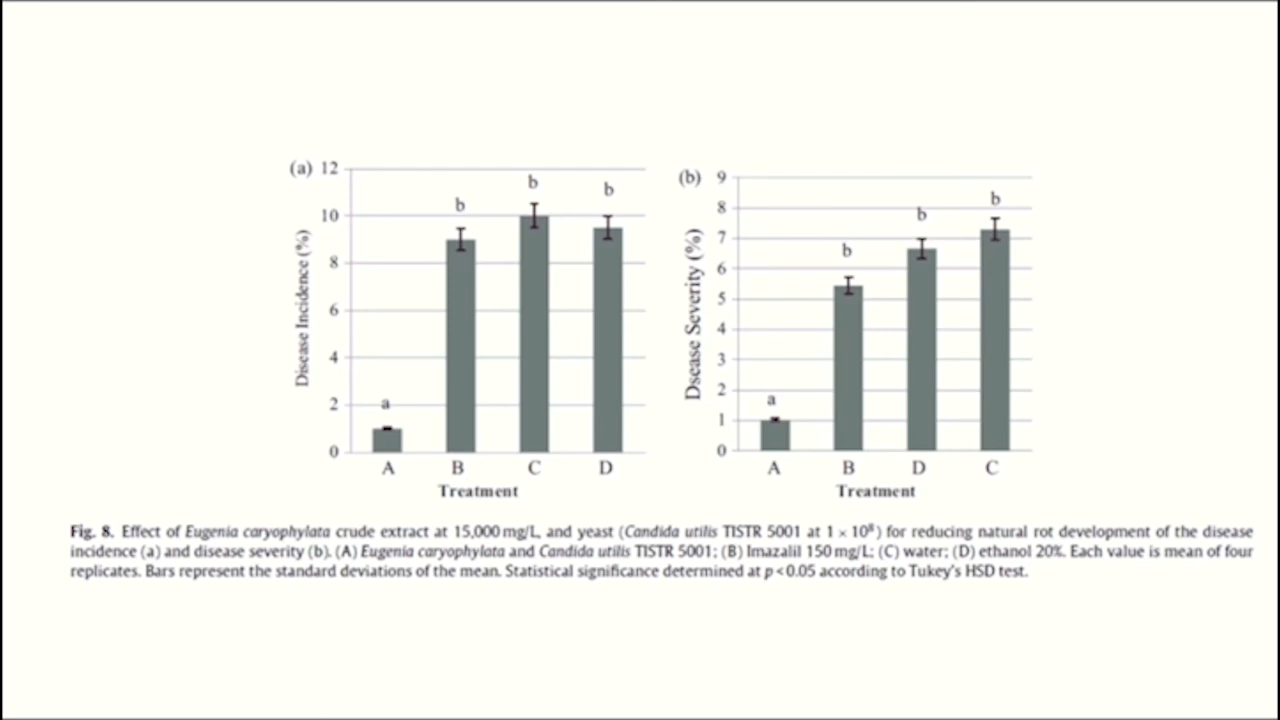 (a)
12
10
8
6
4
2
0
Disease Incidence (%)
a
b
b
b
A B C D
Treatment
(b)
9
8
7
6
5
4
3
2
1
0
Dsease Severity (%)
a
b
b
b
A B D C
Treatment
Fig. 8. Effect of Eugenia caryophylata crude extract at 15,000 mg/L, and yeast (Candida utilis TISTR 5001 at 1 × 10⁸) for reducing natural rot development of the disease
incidence (a) and disease severity (b). (A) Eugenia caryophylata and Candida utilis TISTR 5001; (B) Imazalil 150 mg/L; (C) water; (D) ethanol 20%. Each value is mean of four
replicates. Bars represent the standard deviations of the mean. Statistical significance determined at p < 0.05 according to Tukey's HSD test.